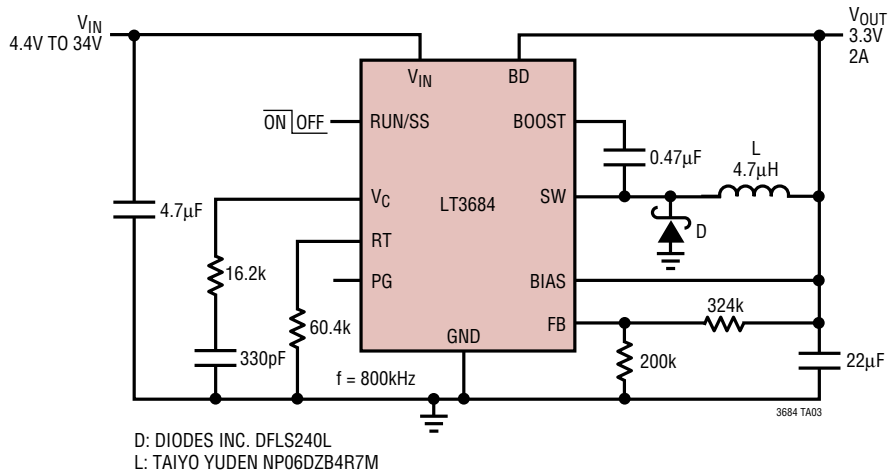 VIN
4.4V TO 34V
VOUT
3.3V
2A
VIN
BD
ON OFF
RUN/SS
BOOST
0.47µF
L
4.7µH
4.7µF
VC
LT3684
SW
D
RT
16.2k
PG
BIAS
324k
60.4k
FB
GND
330pF
f = 800kHz
200k
22µF
3684 TA03
D: DIODES INC. DFLS240L
L: TAIYO YUDEN NP06DZB4R7M